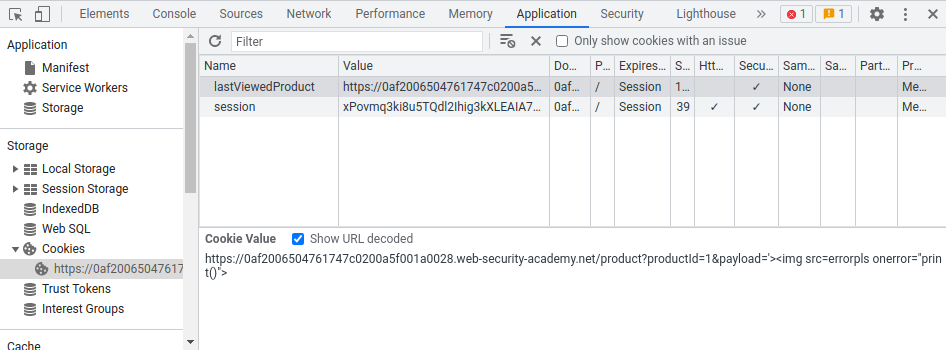 Elements Console Sources Network Performance Memory Application Security Lighthouse » 1 1
Application
Manifest
Service Workers
Storage
Storage
Local Storage
Session Storage
IndexedDB
Web SQL
Cookies
https://0af20065047617
Trust Tokens
Interest Groups
Cache
Filter Only show cookies with an issue
Name Value Do... P... Expires... S... Htt... Secu... Sam... Sa... Part... Pr...
lastViewedProduct https://0af2006504761747c0200a5... 0af... / Session 1... ✓ None Me...
session xPovmq3ki8u5TQdl2Ihig3kXLEAIA7... 0af... / Session 39 ✓ ✓ None Me...
Cookie Value Show URL decoded
https://0af2006504761747c0200a5f001a0028.web-security-academy.net/product?productId=1&payload='><img src=errorpls onerror="prin
t()">